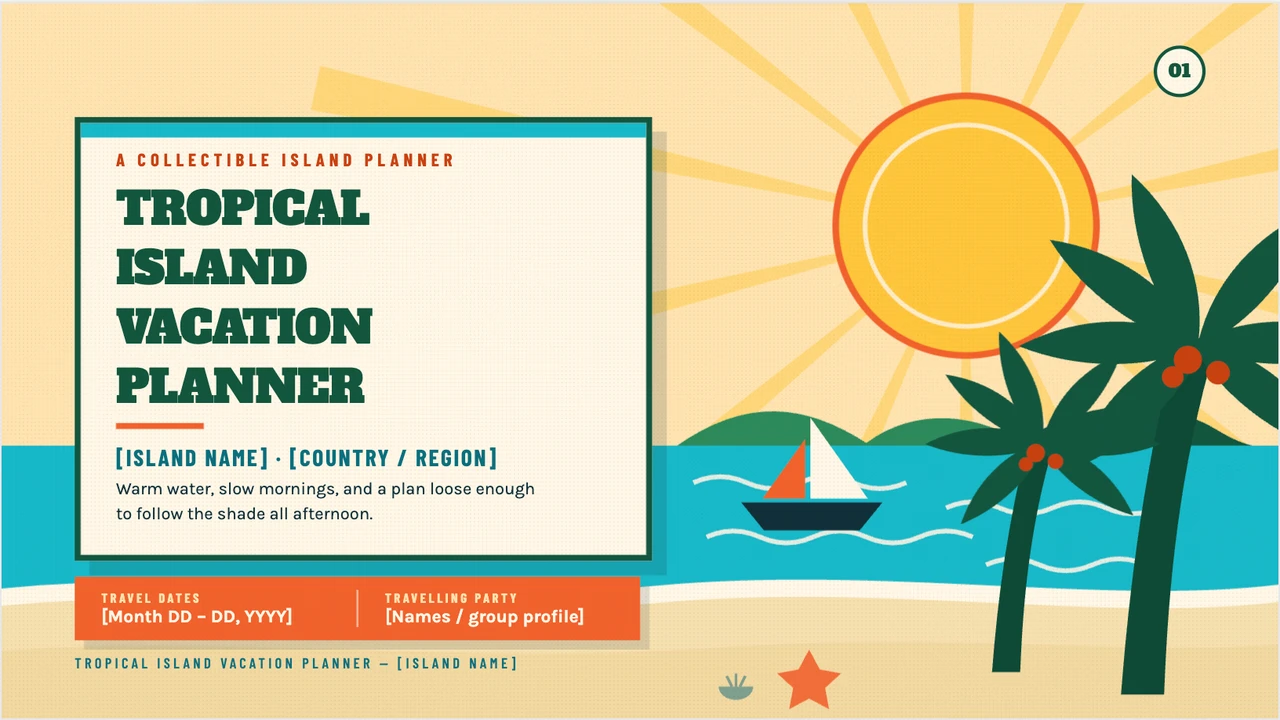 01
A COLLECTIBLE ISLAND PLANNER
TROPICAL
ISLAND
VACATION
PLANNER
[ISLAND NAME] · [COUNTRY / REGION]
Warm water, slow mornings, and a plan loose enough
to follow the shade all afternoon.
TRAVEL DATES
[Month DD – DD, YYYY]
TRAVELLING PARTY
[Names / group profile]
TROPICAL ISLAND VACATION PLANNER — [ISLAND NAME]